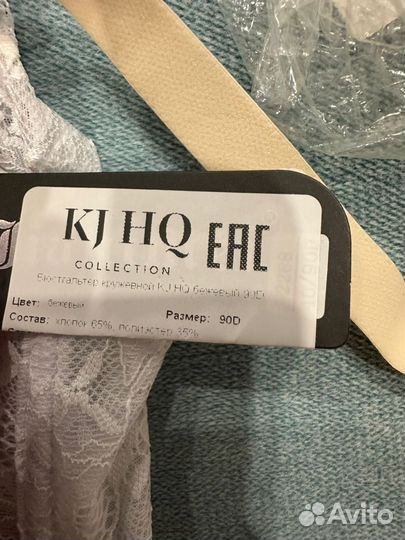 KJ HQ EAC
COLLECTION
Бюстгальтер кружевной KJ HQ бежевый 90D
Цвет: бежевый Размер: 90D
Состав: хлопок 65%, полиэстер 35%
Avito